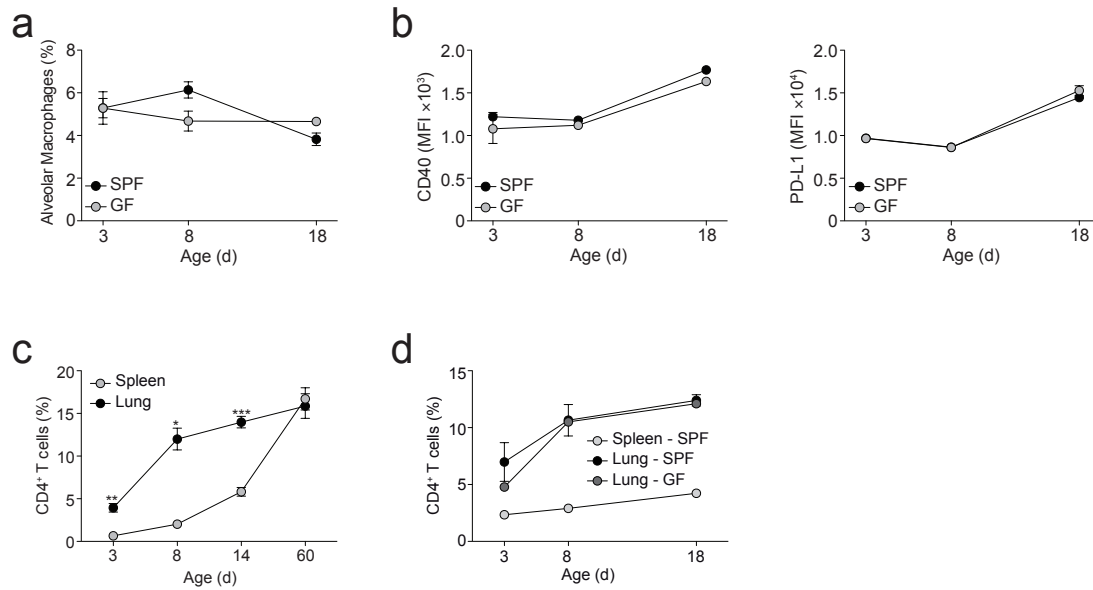 a
Alveolar Macrophages (%)
8
6
4
2
0
SPF
GF
3 8 18
Age (d)
b
CD40 (MFI ×10³)
2.0
1.5
1.0
0.5
0
SPF
GF
3 8 18
Age (d)
PD-L1 (MFI ×10⁴)
2.0
1.5
1.0
0.5
0
SPF
GF
3 8 18
Age (d)
c
CD4⁺ T cells (%)
20
15
10
5
0
Spleen
Lung
**
*
***
3 8 14 60
Age (d)
d
CD4⁺ T cells (%)
15
10
5
0
Spleen - SPF
Lung - SPF
Lung - GF
3 8 18
Age (d)